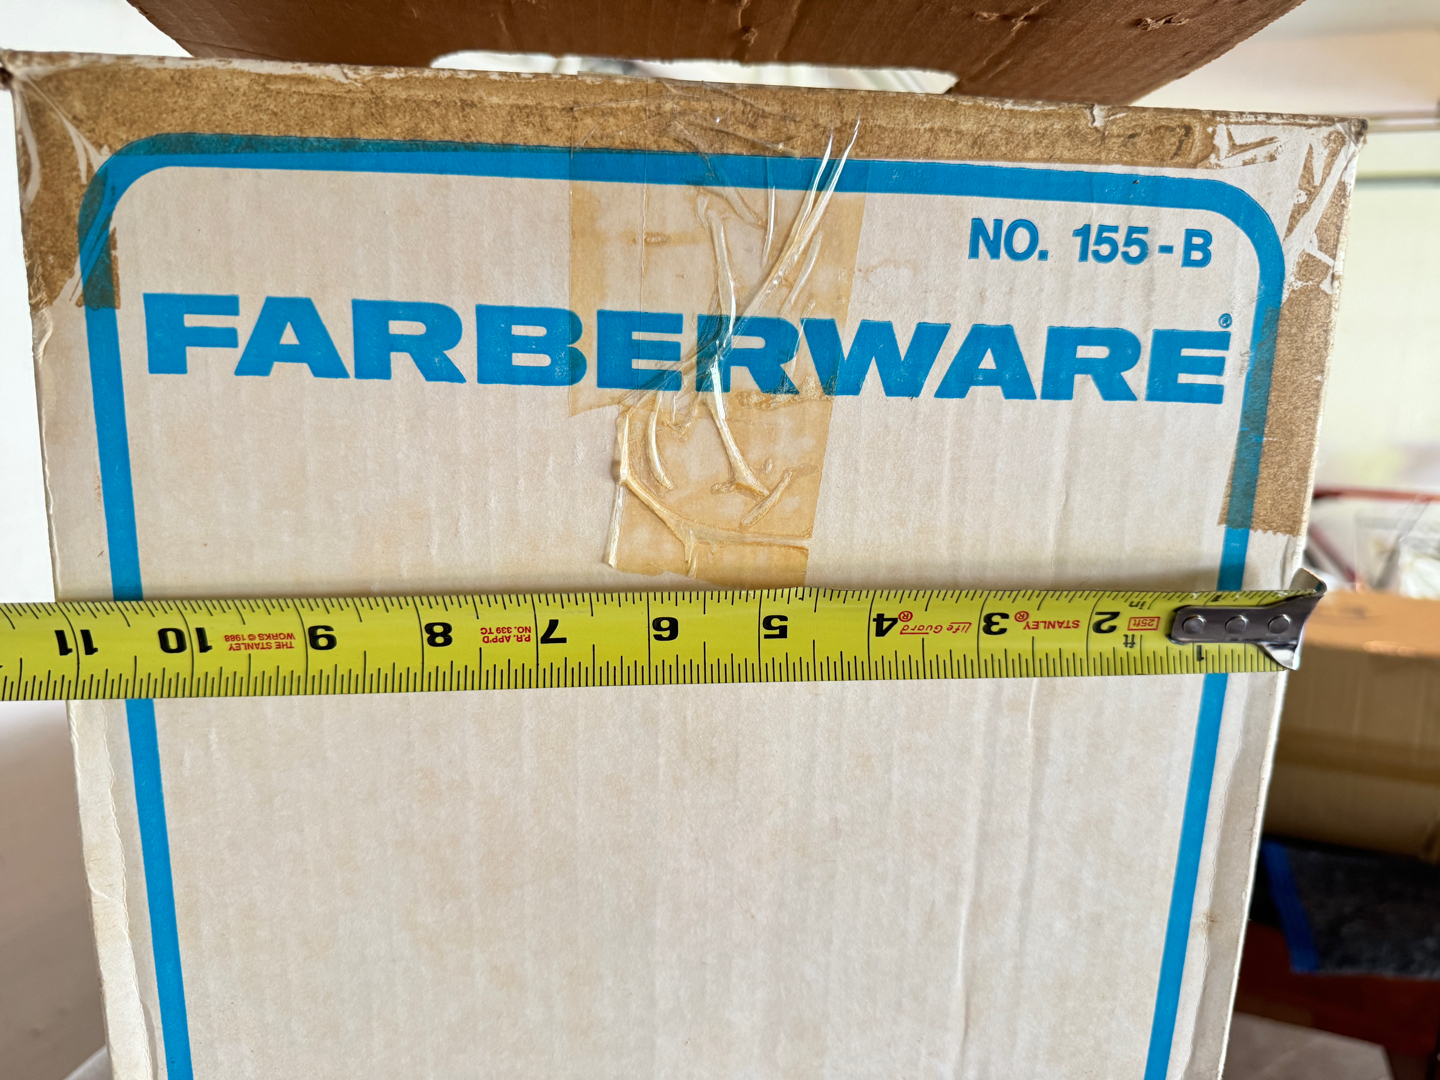 NO. 155-B
FARBERWARE®
11 10 THE STANLEY WORKS © 1988 9 8 P.R. APP'D NO. 339 TC 7 6 5 4 ® Life Guard 3 ® STANLEY 2 ft 25ft in 1